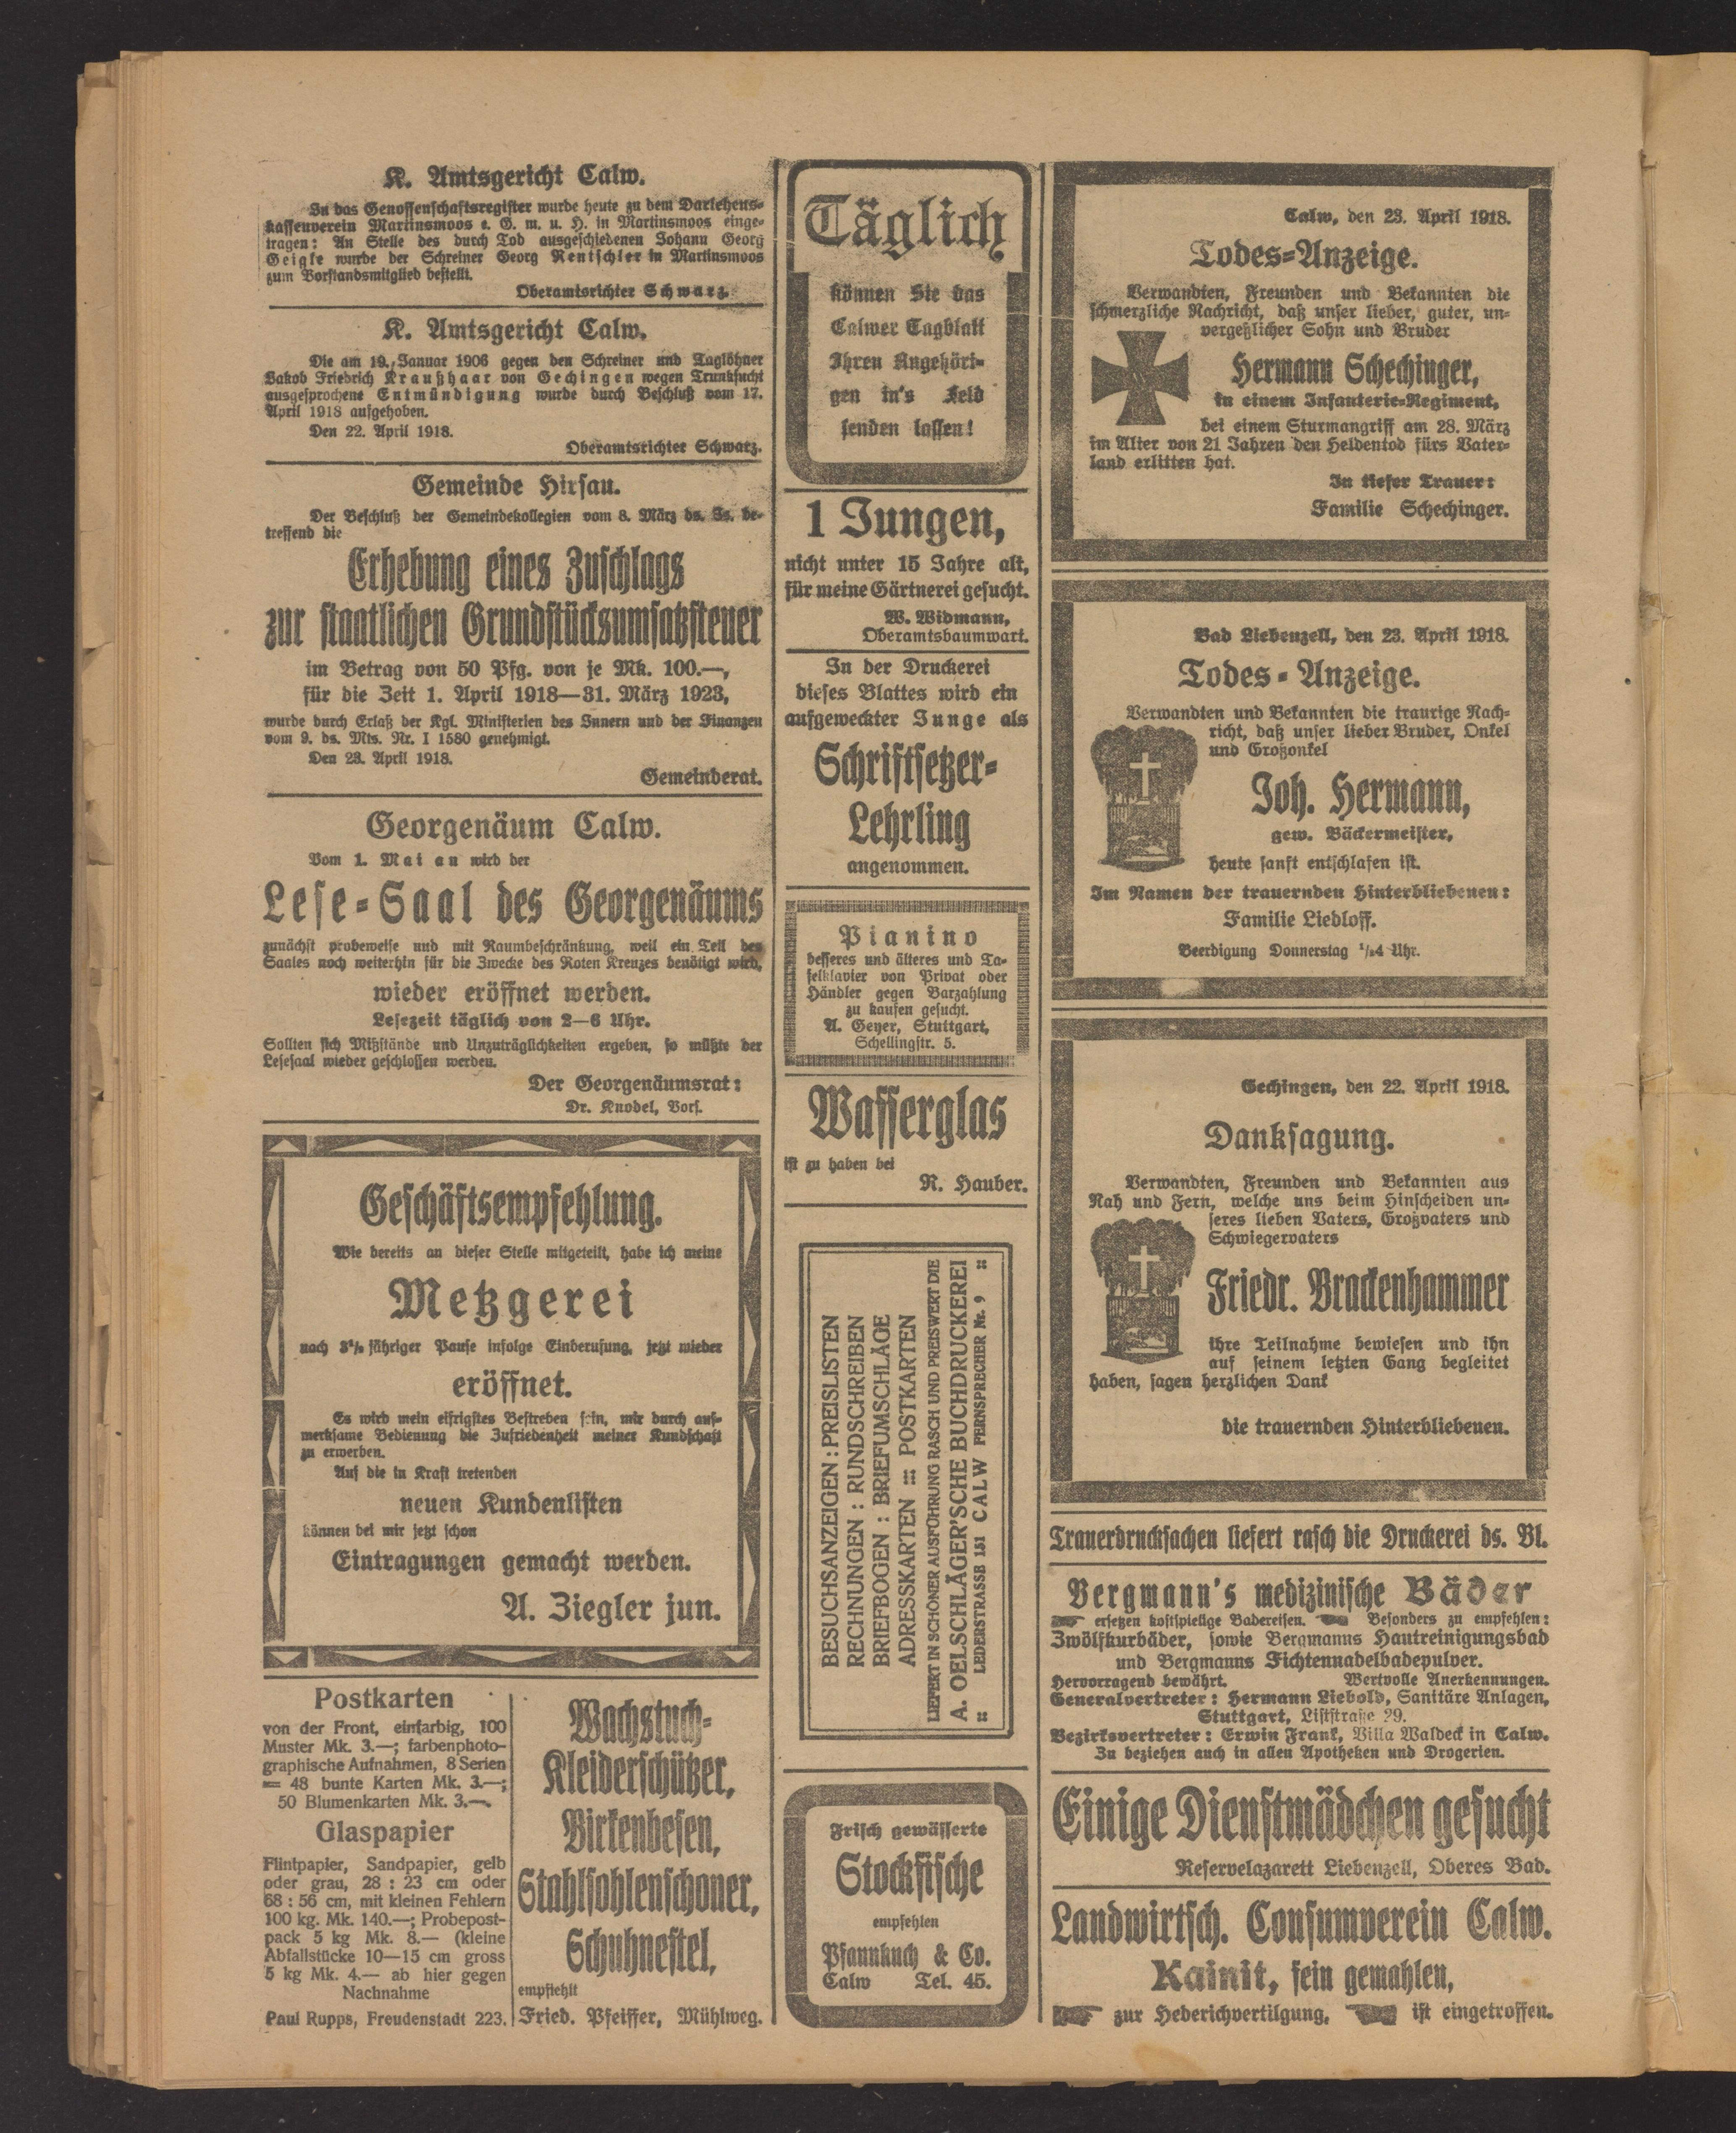 K. Amtsgericht Calw.
In das Genossenschaftsregister wurde heute zu dem Darlehens-
kassenverein Martinsmoos e. G. m. u. H. in Martinsmoos einge-
tragen: An Stelle des durch Tod ausgeschiedenen Johann Georg
Geigle wurde der Schreiner Georg Rentschler in Martinsmoos
zum Vorstandsmitglied bestellt.
Oberamtsrichter Schwarz.
K. Amtsgericht Calw.
Die am 19. Januar 1906 gegen den Schreiner und Taglöhner
Jakob Friedrich Kraußhaar von Gechingen wegen Trunksucht
ausgesprochene Entmündigung wurde durch Beschluß vom 17.
April 1918 aufgehoben.
Den 22. April 1918.
Oberamtsrichter Schwarz.
Gemeinde Hirsau.
Der Beschluß der Gemeindekollegien vom 8. März ds. Js. be-
treffend die
Erhebung eines Zuschlags
zur staatlichen Grundstücksumsatzsteuer
im Betrag von 50 Pfg. von je Mk. 100.—,
für die Zeit 1. April 1918—31. März 1923,
wurde durch Erlaß der Kgl. Ministerien des Innern und der Finanzen
vom 9. ds. Mts. Nr. I 1580 genehmigt.
Den 23. April 1918.
Gemeinderat.
Georgenäum Calw.
Vom 1. Mai an wird der
Lese-Saal des Georgenäums
zunächst probeweise und mit Raumbeschränkung, weil ein Teil des
Saales noch weiterhin für die Zwecke des Roten Kreuzes benötigt wird,
wieder eröffnet werden.
Lesezeit täglich von 2—6 Uhr.
Sollten sich Mißstände und Unzuträglichkeiten ergeben, so müßte der
Lesesaal wieder geschlossen werden.
Der Georgenäumsrat:
Dr. Knodel, Vors.
Geschäftsempfehlung.
Wie bereits an dieser Stelle mitgeteilt, habe ich meine
Metzgerei
nach 3½ jähriger Pause infolge Einberufung, jetzt wieder
eröffnet.
Es wird mein eifrigstes Bestreben sein, mir durch auf-
merksame Bedienung die Zufriedenheit meiner Kundschaft
zu erwerben.
Auf die in Kraft tretenden
neuen Kundenlisten
können bei mir jetzt schon
Eintragungen gemacht werden.
A. Ziegler jun.
Postkarten
von der Front, einfarbig, 100
Muster Mk. 3.—; farbenphoto-
graphische Aufnahmen, 8 Serien
= 48 bunte Karten Mk. 3.—;
50 Blumenkarten Mk. 3.—.
Glaspapier
Flintpapier, Sandpapier, gelb
oder grau, 28 : 23 cm oder
68 : 56 cm, mit kleinen Fehlern
100 kg. Mk. 140.—; Probepost-
pack 5 kg Mk. 8.— (kleine
Abfallstücke 10—15 cm gross
5 kg Mk. 4.— ab hier gegen
Nachnahme
Paul Rupps, Freudenstadt 223.
Wachstuch-
Kleiderschützer,
Birkenbesen,
Stahlsohlenschoner,
Schuhnestel,
empfiehlt
Fried. Pfeiffer, Mühlweg.
Täglich
können Sie das
Calwer Tagblatt
Ihren Angehöri-
gen in's Feld
senden lassen!
1 Jungen,
nicht unter 15 Jahre alt,
für meine Gärtnerei gesucht.
W. Widmann,
Oberamtsbaumwart.
In der Druckerei
dieses Blattes wird ein
aufgeweckter Junge als
Schriftsetzer-
Lehrling
angenommen.
Pianino
besseres und älteres und Ta-
felklavier von Privat oder
Händler gegen Barzahlung
zu kaufen gesucht.
A. Geyer, Stuttgart,
Schellingstr. 5.
Wasserglas
ist zu haben bei
R. Hauber.
BESUCHSANZEIGEN : PREISLISTEN
RECHNUNGEN : RUNDSCHREIBEN
BRIEFBOGEN : BRIEFUMSCHLÄGE
ADRESSKARTEN ::: POSTKARTEN
LIEFERT IN SCHÖNER AUSFÜHRUNG RASCH UND PREISWERT DIE
A. OELSCHLÄGER'SCHE BUCHDRUCKEREI
:: LEDERSTRASSE 151 CALW FERNSPRECHER Nr. 9 ::
Frisch gewässerte
Stockfische
empfehlen
Pfannkuch & Co.
Calw Tel. 45.
Calw, den 23. April 1918.
Todes-Anzeige.
Verwandten, Freunden und Bekannten die
schmerzliche Nachricht, daß unser lieber, guter, un-
vergeßlicher Sohn und Bruder
Hermann Schechinger,
in einem Infanterie-Regiment,
bei einem Sturmangriff am 28. März
im Alter von 21 Jahren den Heldentod fürs Vater-
land erlitten hat.
In tiefer Trauer:
Familie Schechinger.
Bad Liebenzell, den 23. April 1918.
Todes-Anzeige.
Verwandten und Bekannten die traurige Nach-
richt, daß unser lieber Bruder, Onkel
und Großonkel
Joh. Hermann,
gew. Bäckermeister,
heute sanft entschlafen ist.
Im Namen der trauernden Hinterbliebenen:
Familie Liebloff.
Beerdigung Donnerstag ½4 Uhr.
Gechingen, den 22. April 1918.
Danksagung.
Verwandten, Freunden und Bekannten aus
Nah und Fern, welche uns beim Hinscheiden un-
seres lieben Vaters, Großvaters und
Schwiegervaters
Friedr. Brackenhammer
ihre Teilnahme bewiesen und ihn
auf seinem letzten Gang begleitet
haben, sagen herzlichen Dank
die trauernden Hinterbliebenen.
Trauerdrucksachen liefert rasch die Druckerei ds. Bl.
Bergmann's medizinische Bäder
ersetzen kostspielige Badereisen. Besonders zu empfehlen:
Zwölfkurbäder, sowie Bergmanns Hautreinigungsbad
und Bergmanns Fichtennadelbadepulver.
Hervorragend bewährt. Wertvolle Anerkennungen.
Generalvertreter: Hermann Liebold, Sanitäre Anlagen,
Stuttgart, Liststraße 29.
Bezirksvertreter: Erwin Frank, Villa Waldeck in Calw.
Zu beziehen auch in allen Apotheken und Drogerien.
Einige Dienstmädchen gesucht
Reservelazarett Liebenzell, Oberes Bad.
Landwirtsch. Consumverein Calw.
Kainit, fein gemahlen,
zur Hederichvertilgung, ist eingetroffen.